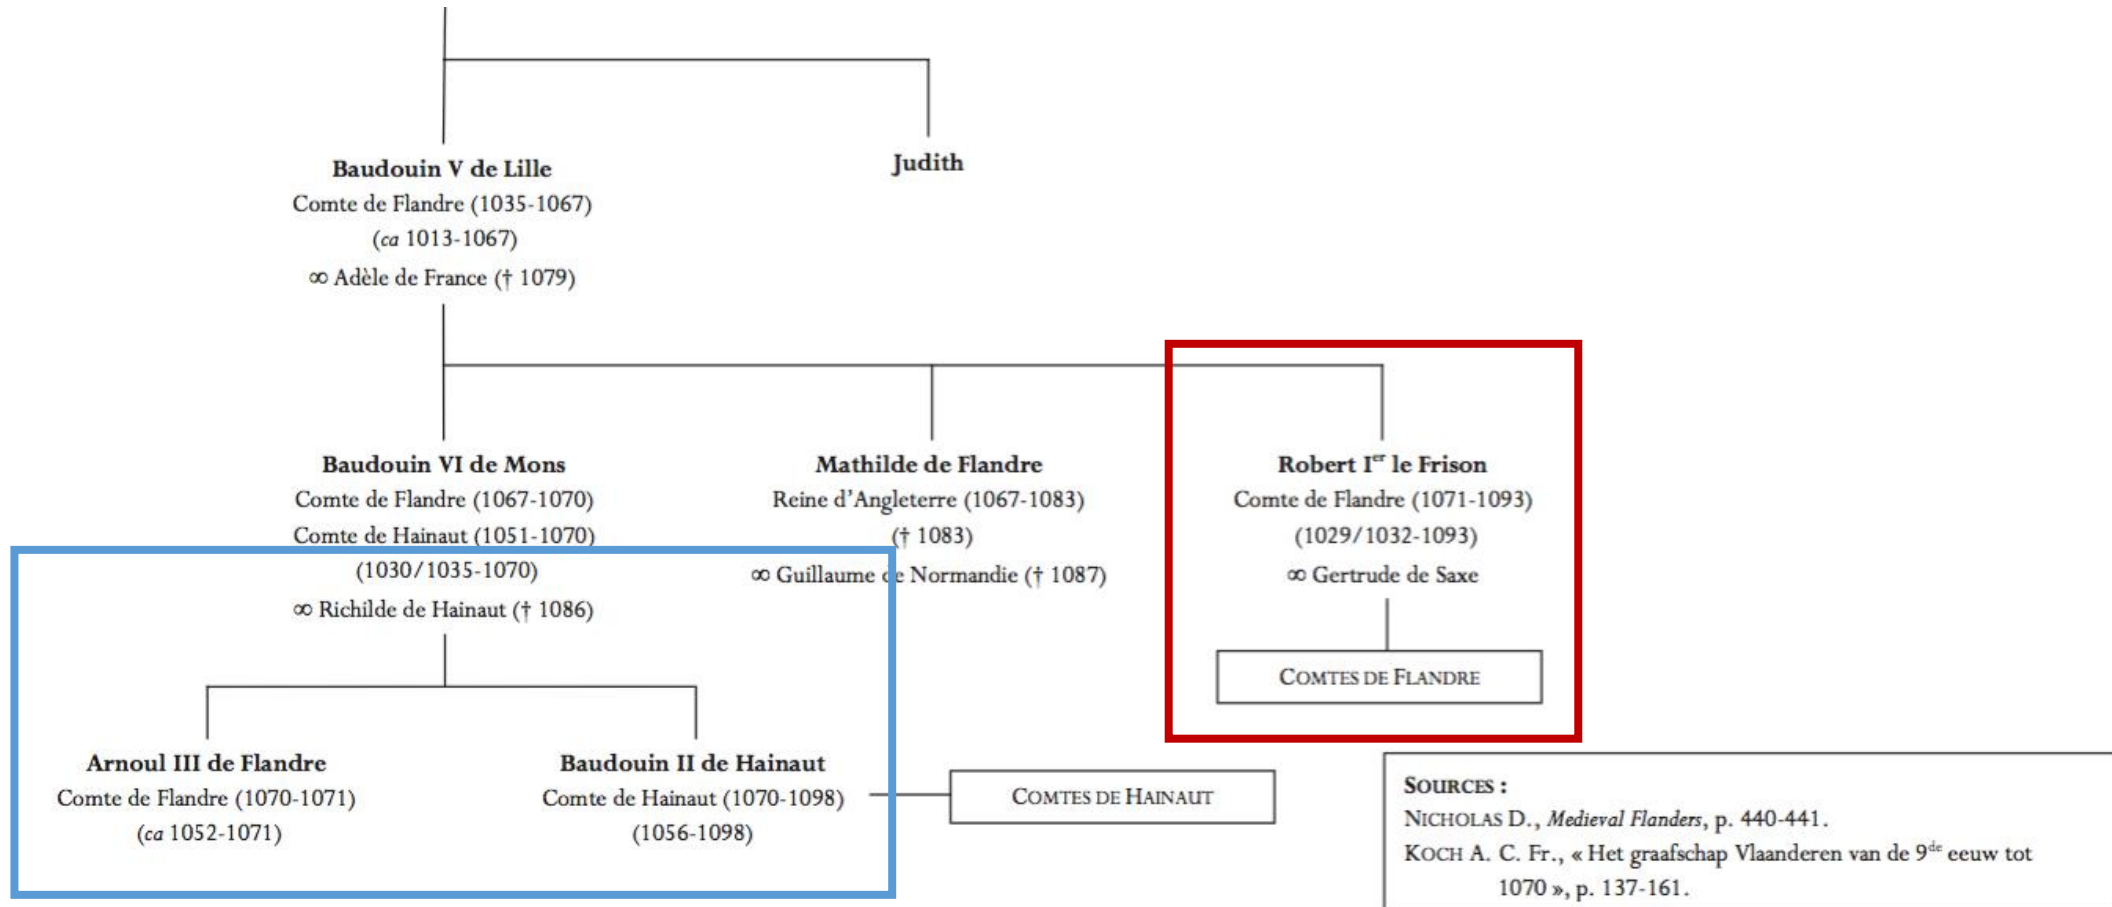 Baudouin V de Lille
Comte de Flandre (1035-1067)
(ca 1013-1067)
∞ Adèle de France († 1079)
Judith
Baudouin VI de Mons
Comte de Flandre (1067-1070)
Comte de Hainaut (1051-1070)
(1030/1035-1070)
∞ Richilde de Hainaut († 1086)
Mathilde de Flandre
Reine d’Angleterre (1067-1083)
(† 1083)
∞ Guillaume de Normandie († 1087)
Robert Iᵉʳ le Frison
Comte de Flandre (1071-1093)
(1029/1032-1093)
∞ Gertrude de Saxe
COMTES DE FLANDRE
Arnoul III de Flandre
Comte de Flandre (1070-1071)
(ca 1052-1071)
Baudouin II de Hainaut
Comte de Hainaut (1070-1098)
(1056-1098)
COMTES DE HAINAUT
SOURCES :
NICHOLAS D., Medieval Flanders, p. 440-441.
KOCH A. C. Fr., « Het graafschap Vlaanderen van de 9ᵈᵉ eeuw tot
1070 », p. 137-161.